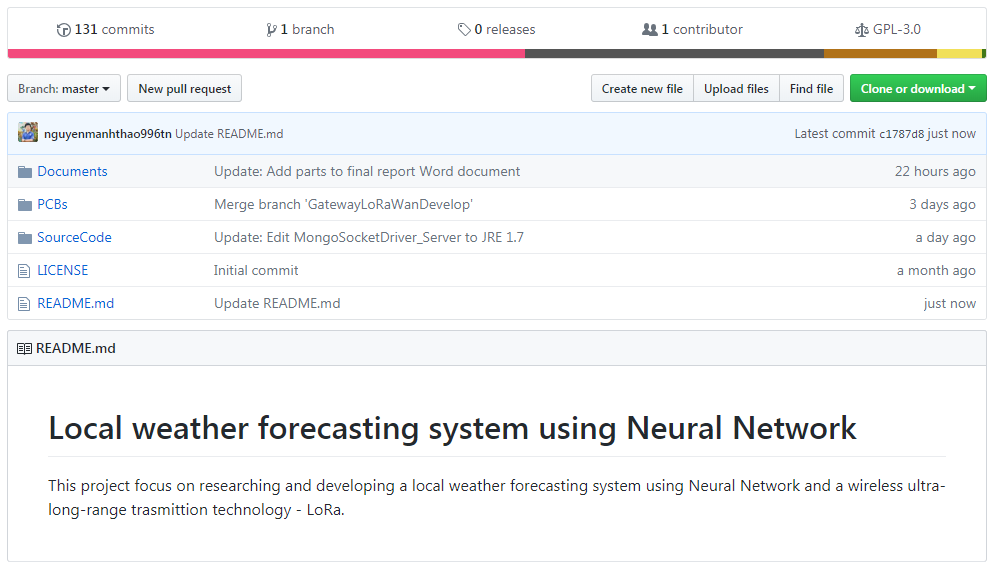 131 commits 1 branch 0 releases 1 contributor GPL-3.0
Branch: master New pull request Create new file Upload files Find file Clone or download
nguyenmanhthao996tn Update README.md Latest commit c1787d8 just now
Documents Update: Add parts to final report Word document 22 hours ago
PCBs Merge branch 'GatewayLoRaWanDevelop' 3 days ago
SourceCode Update: Edit MongoSocketDriver_Server to JRE 1.7 a day ago
LICENSE Initial commit a month ago
README.md Update README.md just now
README.md
Local weather forecasting system using Neural Network
This project focus on researching and developing a local weather forecasting system using Neural Network and a wireless ultra-
long-range trasmittion technology - LoRa.